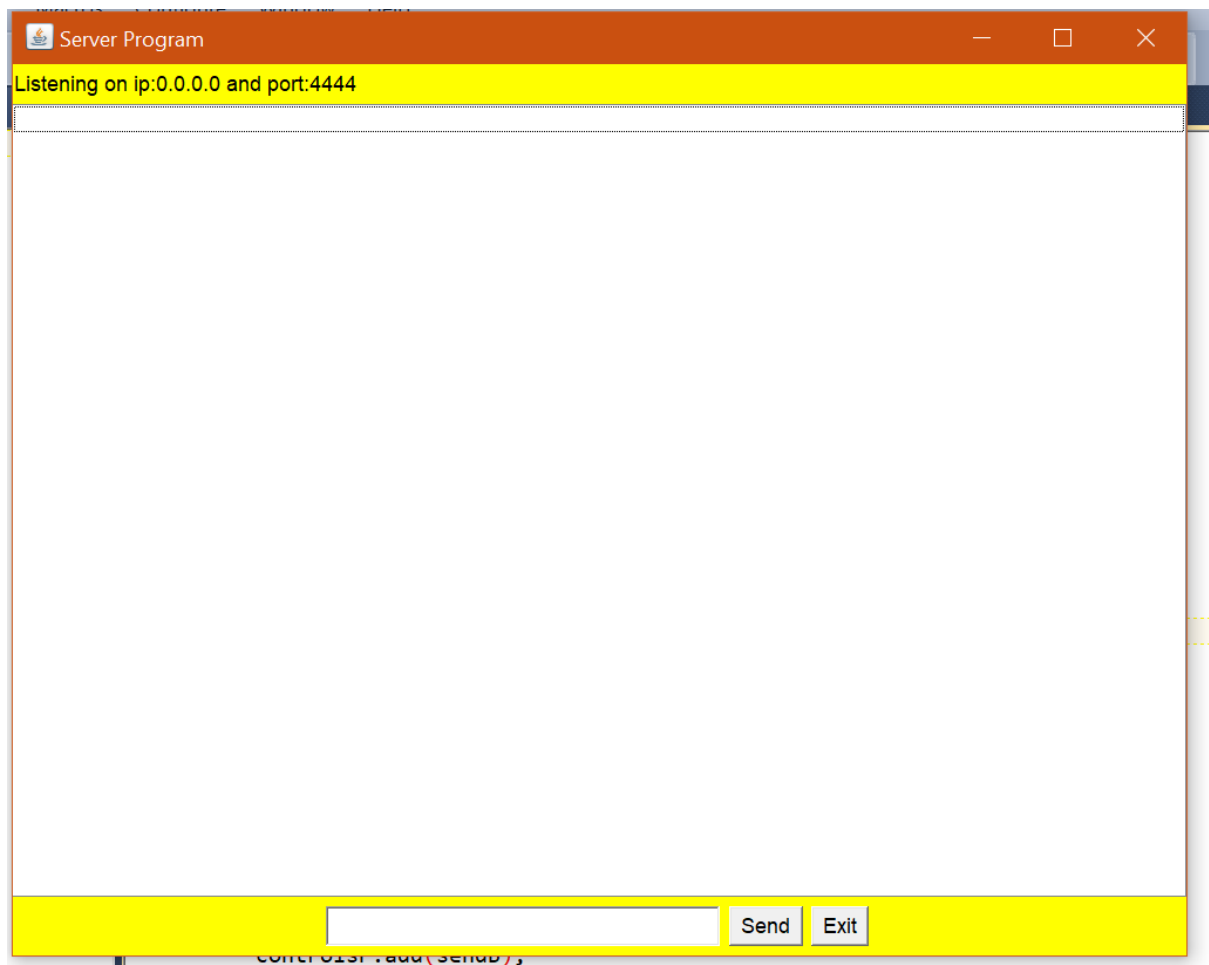 Server Program
Listening on ip:0.0.0.0 and port:4444
Send Exit
controlsP.add(sendB);